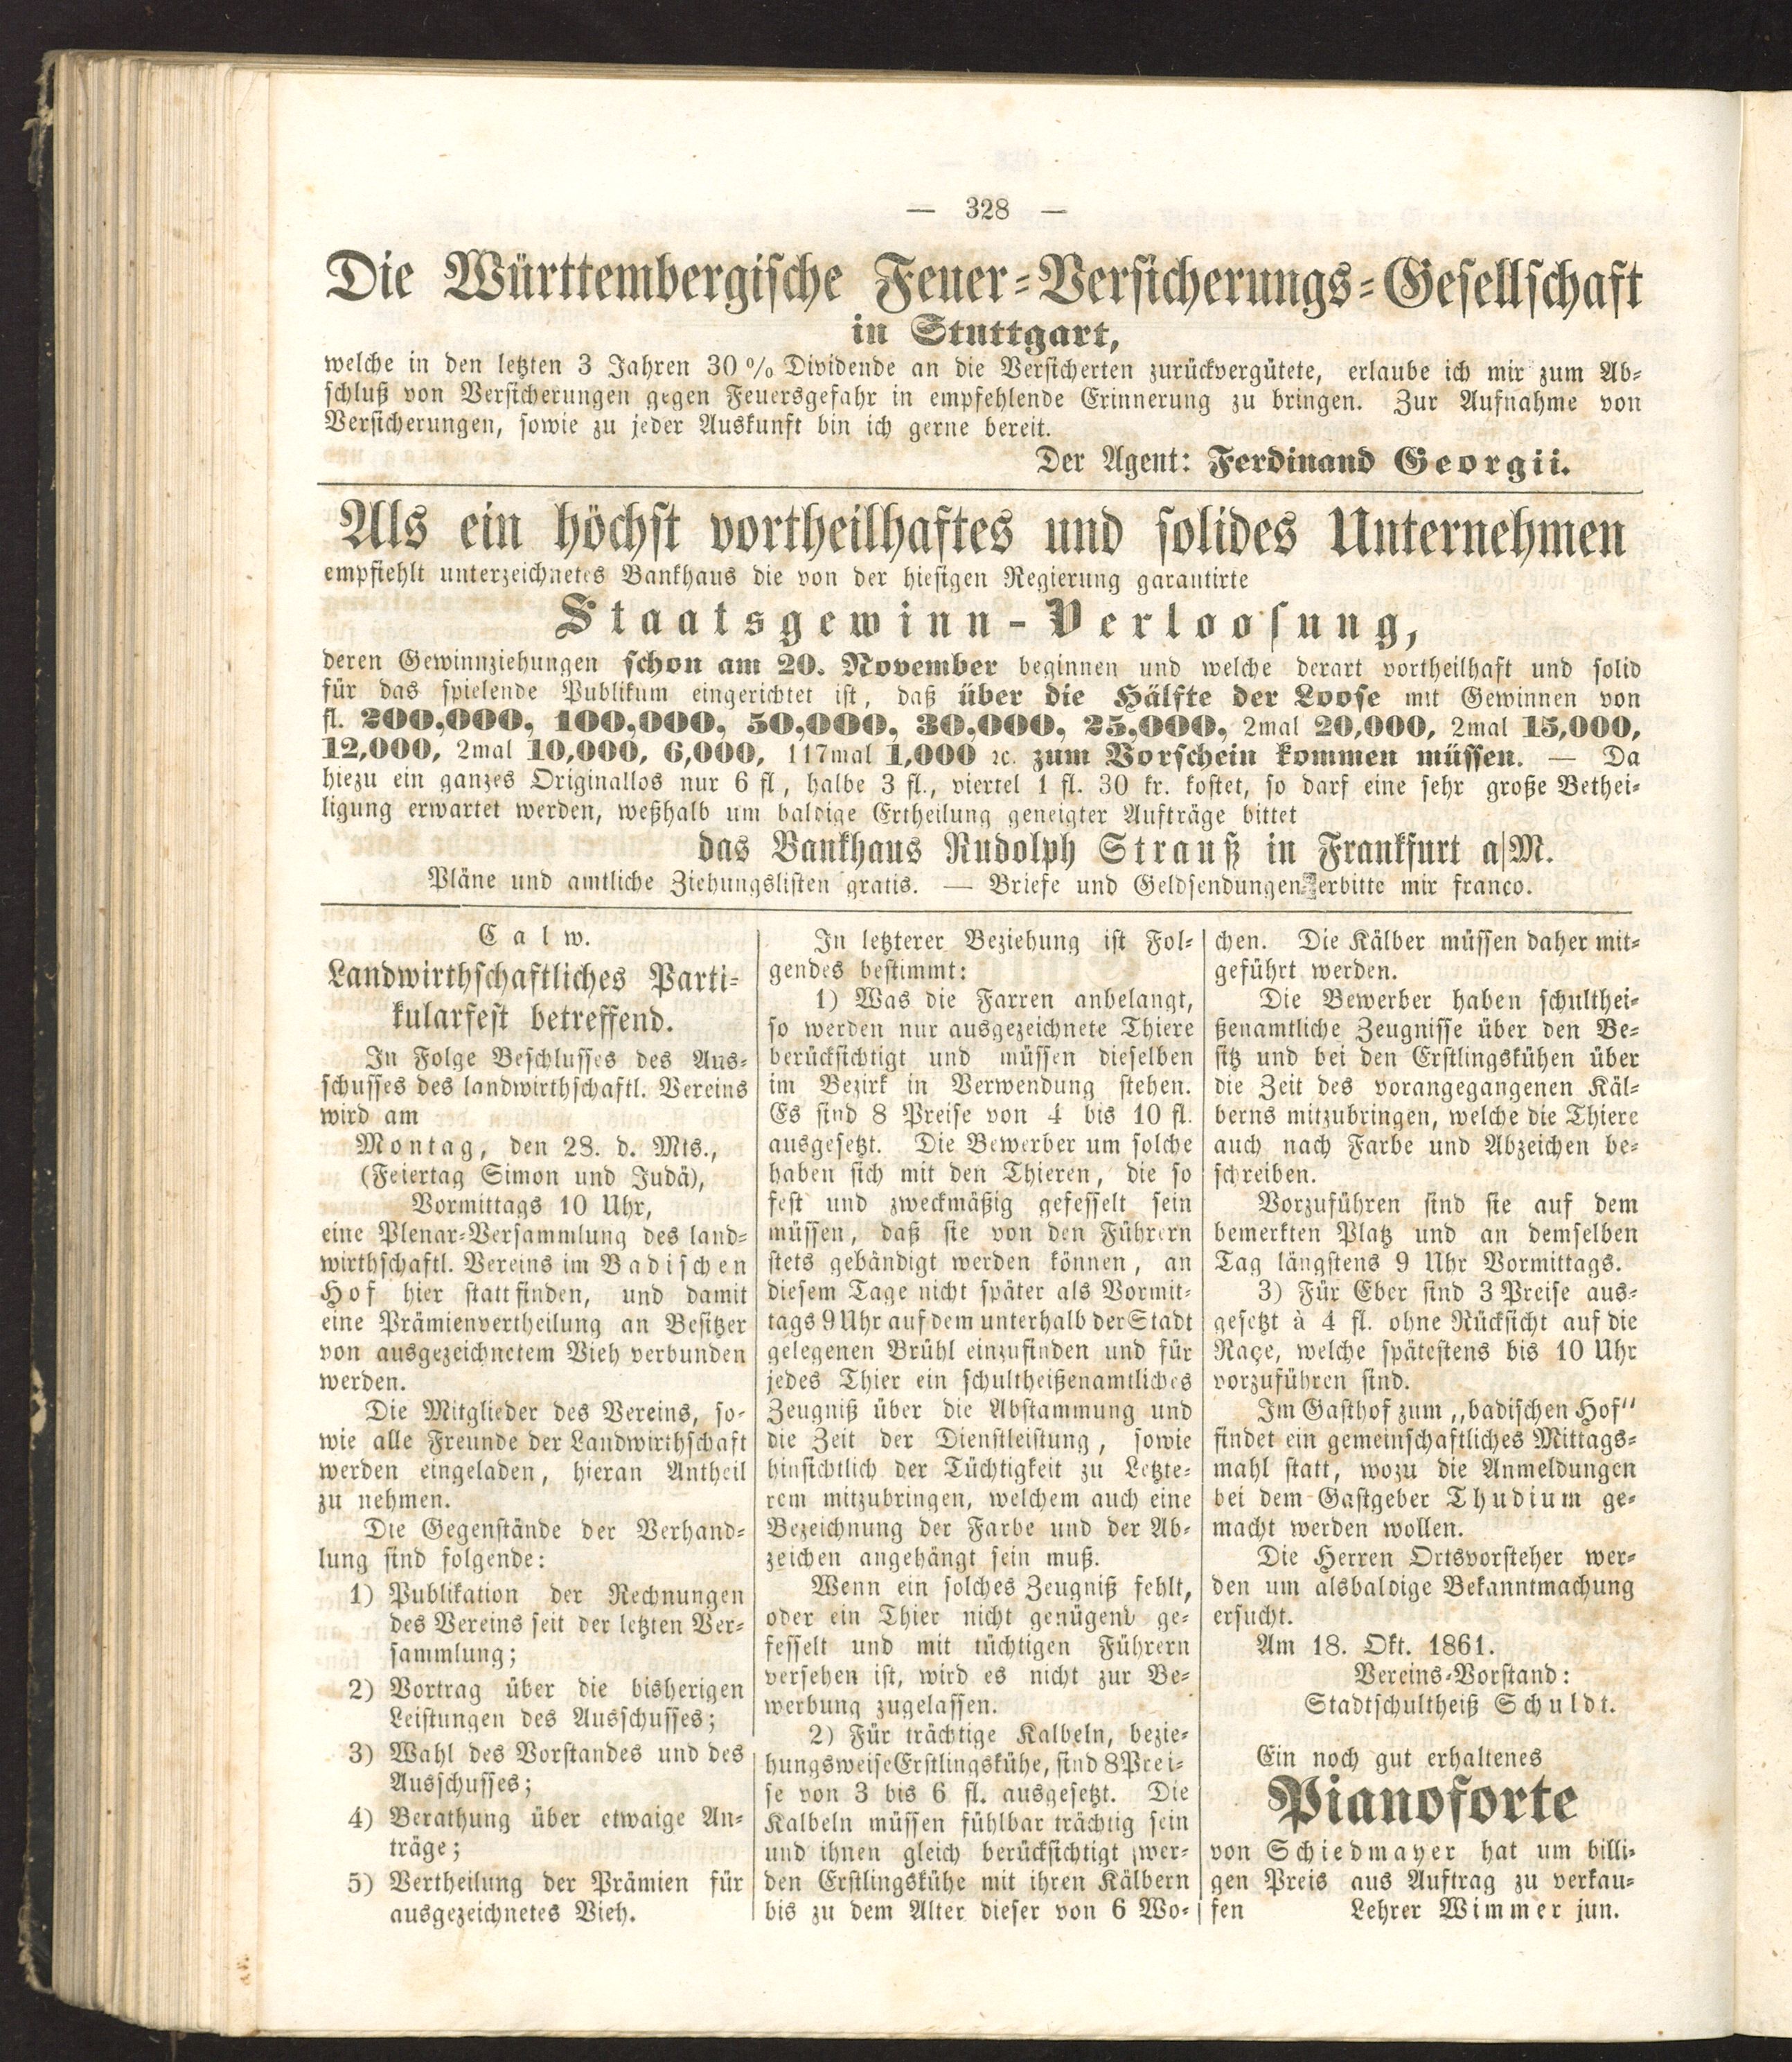 — 328 —
Die Württembergische Feuer-Versicherungs-Gesellschaft
in Stuttgart,
welche in den letzten 3 Jahren 30 % Dividende an die Versicherten zurückvergütete, erlaube ich mir zum Ab-
schluß von Versicherungen gegen Feuersgefahr in empfehlende Erinnerung zu bringen. Zur Aufnahme von
Versicherungen, sowie zu jeder Auskunft bin ich gerne bereit.
Der Agent: Ferdinand Georgii.
Als ein höchst vortheilhaftes und solides Unternehmen
empfiehlt unterzeichnetes Bankhaus die von der hiesigen Regierung garantirte
Staatsgewinn-Verloosung,
deren Gewinnziehungen schon am 20. November beginnen und welche derart vortheilhaft und solid
für das spielende Publikum eingerichtet ist, daß über die Hälfte der Loose mit Gewinnen von
fl. 200,000, 100,000, 50,000, 30,000, 25,000, 2mal 20,000, 2mal 15,000,
12,000, 2mal 10,000, 6,000, 117mal 1,000 ꝛc. zum Vorschein kommen müssen. — Da
hiezu ein ganzes Originallos nur 6 fl, halbe 3 fl., viertel 1 fl. 30 kr. kostet, so darf eine sehr große Bethei-
ligung erwartet werden, weßhalb um baldige Ertheilung geneigter Aufträge bittet
das Bankhaus Rudolph Strauß in Frankfurt a/M.
Pläne und amtliche Ziehungslisten gratis. — Briefe und Geldsendungen erbitte mir franco.
Calw.
Landwirthschaftliches Parti-
kularfest betreffend.
In Folge Beschlusses des Aus-
schusses des landwirthschaftl. Vereins
wird am
Montag, den 28. d. Mts.,
(Feiertag Simon und Judä),
Vormittags 10 Uhr,
eine Plenar-Versammlung des land-
wirthschaftl. Vereins im Badischen
Hof hier stattfinden, und damit
eine Prämienvertheilung an Besitzer
von ausgezeichnetem Vieh verbunden
werden.
Die Mitglieder des Vereins, so-
wie alle Freunde der Landwirthschaft
werden eingeladen, hieran Antheil
zu nehmen.
Die Gegenstände der Verhand-
lung sind folgende:
1) Publikation der Rechnungen
des Vereins seit der letzten Ver-
sammlung;
2) Vortrag über die bisherigen
Leistungen des Ausschusses;
3) Wahl des Vorstandes und des
Ausschusses;
4) Berathung über etwaige An-
träge;
5) Vertheilung der Prämien für
ausgezeichnetes Vieh.
In letzterer Beziehung ist Fol-
gendes bestimmt:
1) Was die Farren anbelangt,
so werden nur ausgezeichnete Thiere
berücksichtigt und müssen dieselben
im Bezirk in Verwendung stehen.
Es sind 8 Preise von 4 bis 10 fl.
ausgesetzt. Die Bewerber um solche
haben sich mit den Thieren, die so
fest und zweckmäßig gefesselt sein
müssen, daß sie von den Führern
stets gebändigt werden können, an
diesem Tage nicht später als Vormit-
tags 9 Uhr auf dem unterhalb der Stadt
gelegenen Brühl einzufinden und für
jedes Thier ein schultheißenamtliches
Zeugniß über die Abstammung und
die Zeit der Dienstleistung, sowie
hinsichtlich der Tüchtigkeit zu Letzte-
rem mitzubringen, welchem auch eine
Bezeichnung der Farbe und der Ab-
zeichen angehängt sein muß.
Wenn ein solches Zeugniß fehlt,
oder ein Thier nicht genügend ge-
fesselt und mit tüchtigen Führern
versehen ist, wird es nicht zur Be-
werbung zugelassen.
2) Für trächtige Kalbeln, bezie-
hungsweise Erstlingskühe, sind 8 Prei-
se von 3 bis 6 fl. ausgesetzt. Die
Kalbeln müssen fühlbar trächtig sein
und ihnen gleich berücksichtigt wer-
den Erstlingskühe mit ihren Kälbern
bis zu dem Alter dieser von 6 Wo-
chen. Die Kälber müssen daher mit-
geführt werden.
Die Bewerber haben schulthei-
ßenamtliche Zeugnisse über den Be-
sitz und bei den Erstlingskühen über
die Zeit des vorangegangenen Käl-
berns mitzubringen, welche die Thiere
auch nach Farbe und Abzeichen be-
schreiben.
Vorzuführen sind sie auf dem
bemerkten Platz und an demselben
Tag längstens 9 Uhr Vormittags.
3) Für Eber sind 3 Preise aus-
gesetzt à 4 fl. ohne Rücksicht auf die
Raçe, welche spätestens bis 10 Uhr
vorzuführen sind.
Im Gasthof zum „badischen Hof“
findet ein gemeinschaftliches Mittags-
mahl statt, wozu die Anmeldungen
bei dem Gastgeber Thudium ge-
macht werden wollen.
Die Herren Ortsvorsteher wer-
den um alsbaldige Bekanntmachung
ersucht.
Am 18. Okt. 1861.
Vereins-Vorstand:
Stadtschultheiß Schuldt.
Ein noch gut erhaltenes
Pianoforte
von Schiedmayer hat um billi-
gen Preis aus Auftrag zu verkau-
fen Lehrer Wimmer jun.